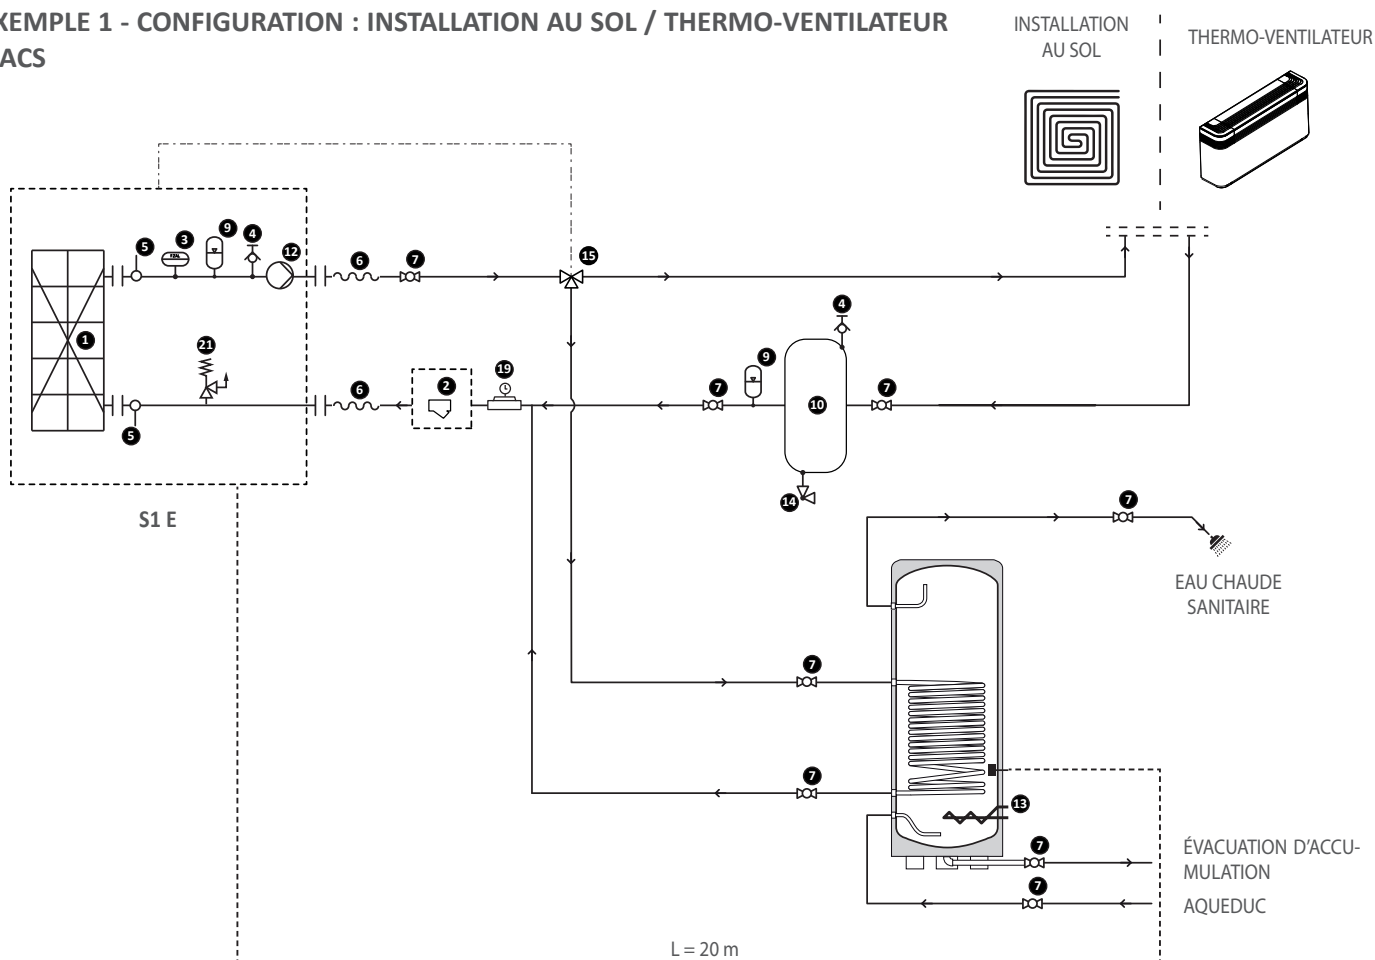 XEMPLE 1 - CONFIGURATION : INSTALLATION AU SOL / THERMO-VENTILATEUR
ACS
INSTALLATION
AU SOL
THERMO-VENTILATEUR
5
3
9
4
12
6
7
15
1
21
5
6
2
19
7
9
4
10
7
14
S1 E
7
EAU CHAUDE
SANITAIRE
7
7
13
7
ÉVACUATION D'ACCU-
MULATION
7
AQUEDUC
L = 20 m